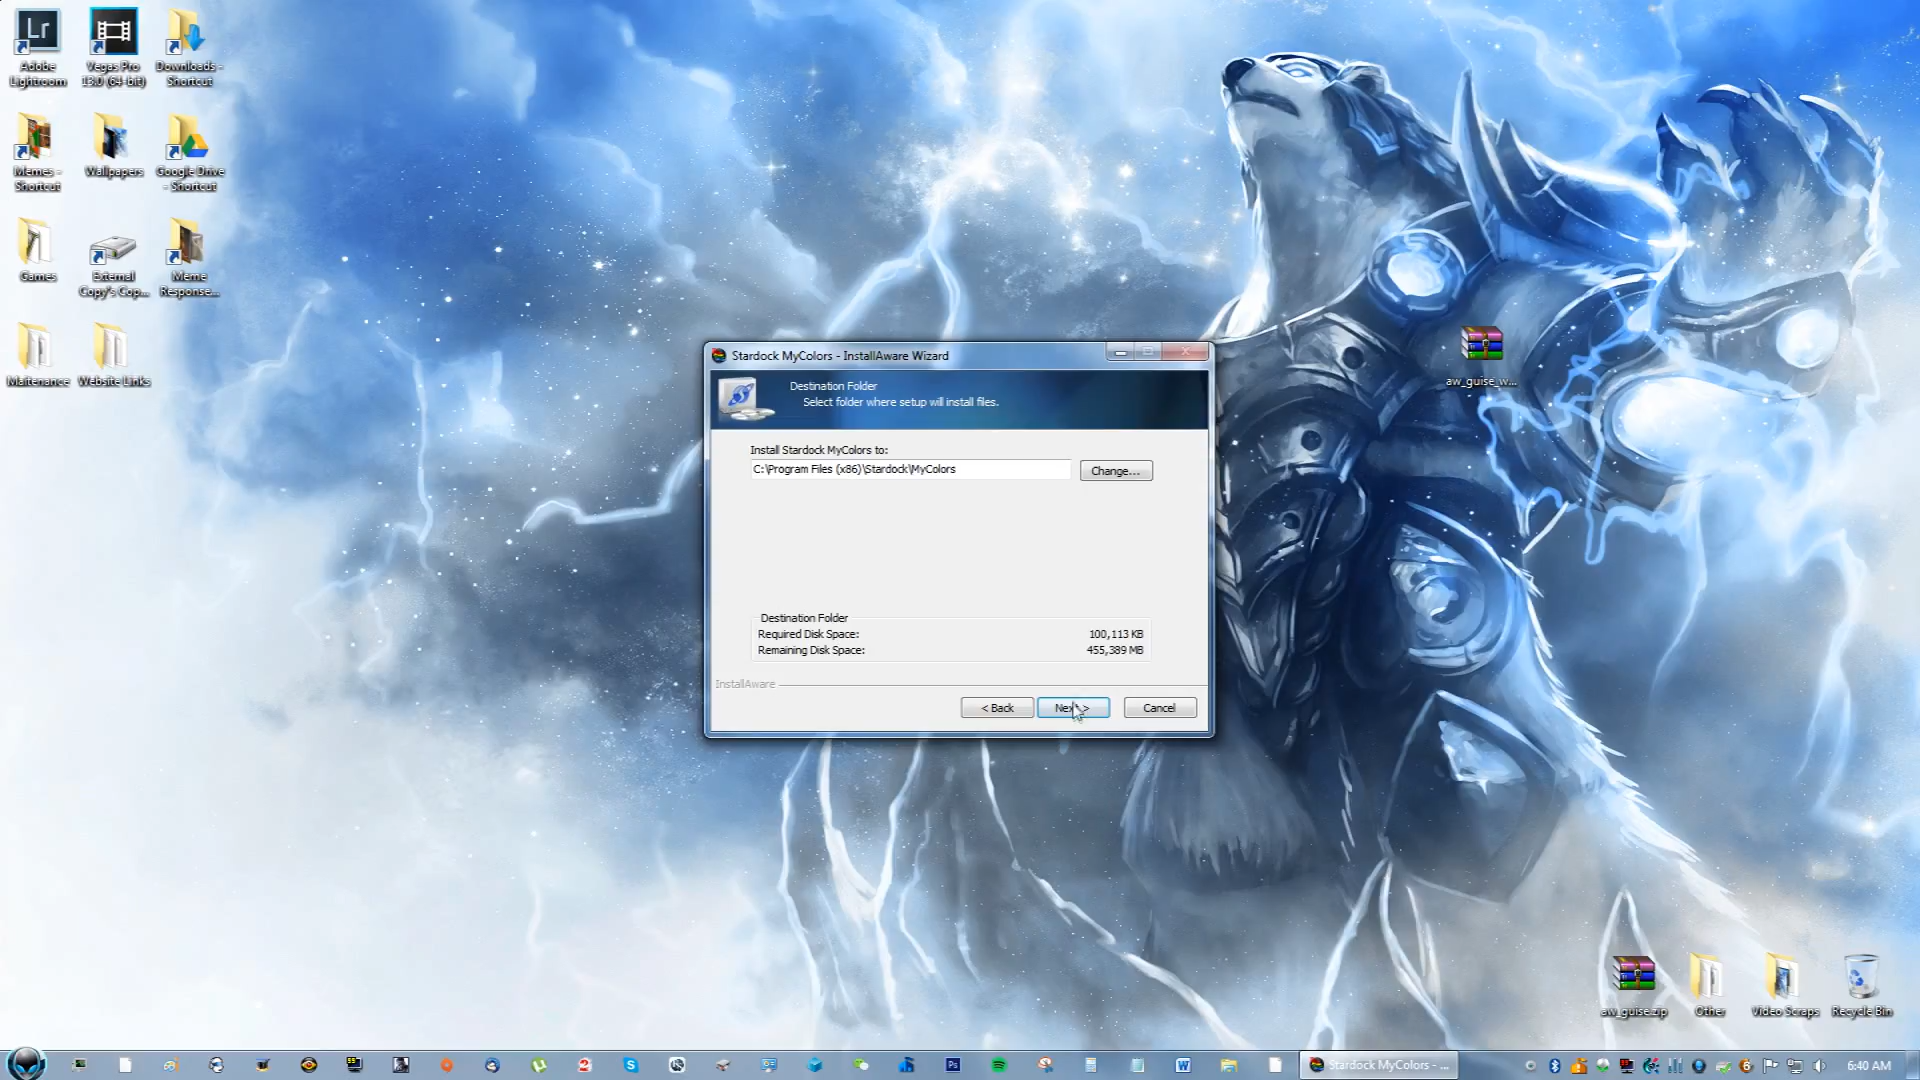 Lr
Adobe
Lightroom
Vegas Pro
13.0 (64-bit)
Downloads -
Shortcut
Memes -
Shortcut
Wallpapers
Google Drive
- Shortcut
Games
External
Copy's Cop...
Meme
Response...
Maitenance
Website Links
aw_guise_w...
Stardock MyColors - InstallAware Wizard
Destination Folder
Select folder where setup will install files.
Install Stardock MyColors to:
C:\Program Files (x86)\Stardock\MyColors
Change...
Destination Folder
Required Disk Space: 100,113 KB
Remaining Disk Space: 455,389 MB
InstallAware
< Back
Next >
Cancel
aw_guise.zip
Other
Video Scraps
Recycle Bin
Stardock MyColors - ...
6:40 AM